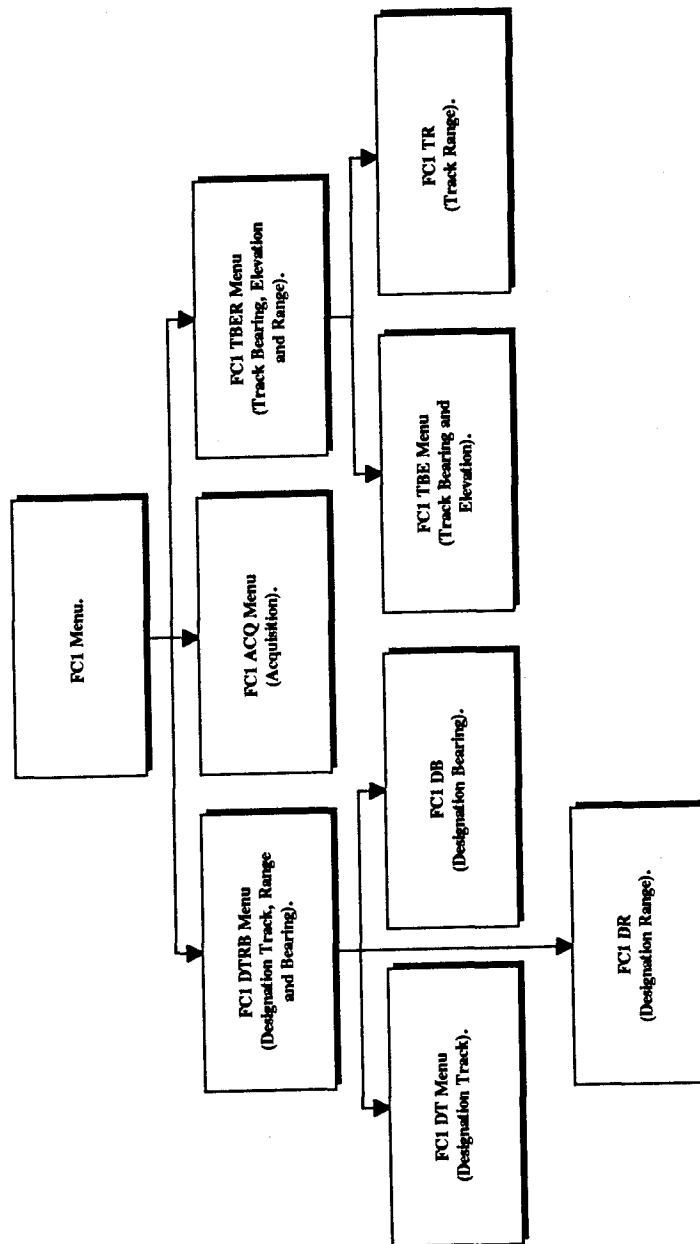 FC1 Menu.
FC1 DTRB Menu
(Designation Track, Range
and Bearing).
FC1 ACQ Menu
(Acquisition).
FC1 TBER Menu
(Track Bearing, Elevation
and Range).
FC1 DT Menu
(Designation Track).
FC1 DB
(Designation Bearing).
FC1 TBE Menu
(Track Bearing and
Elevation).
FC1 TR
(Track Range).
FC1 DR
(Designation Range).